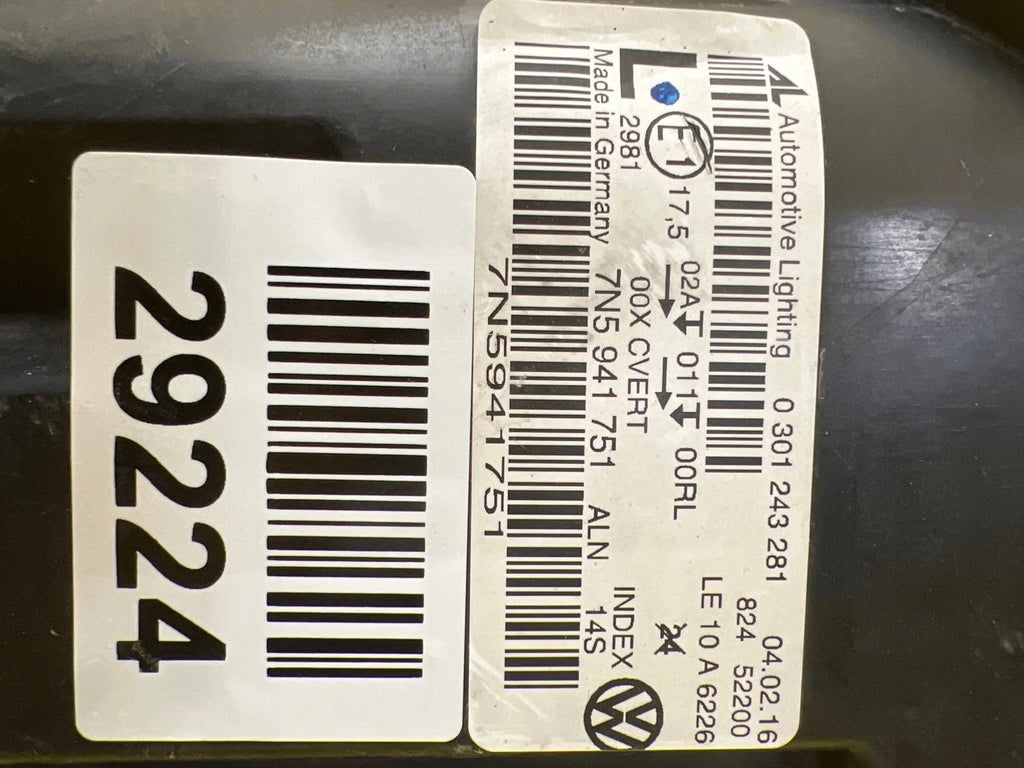 Automotive Lighting 0 301 243 281 04.02.16
824 52200
L E1 17,5 02A 011 00RL LE 10 A 6226
2981 00X CVERT 24
Made in Germany 7N5 941 751 ALN INDEX 14S
7N5941751
29224